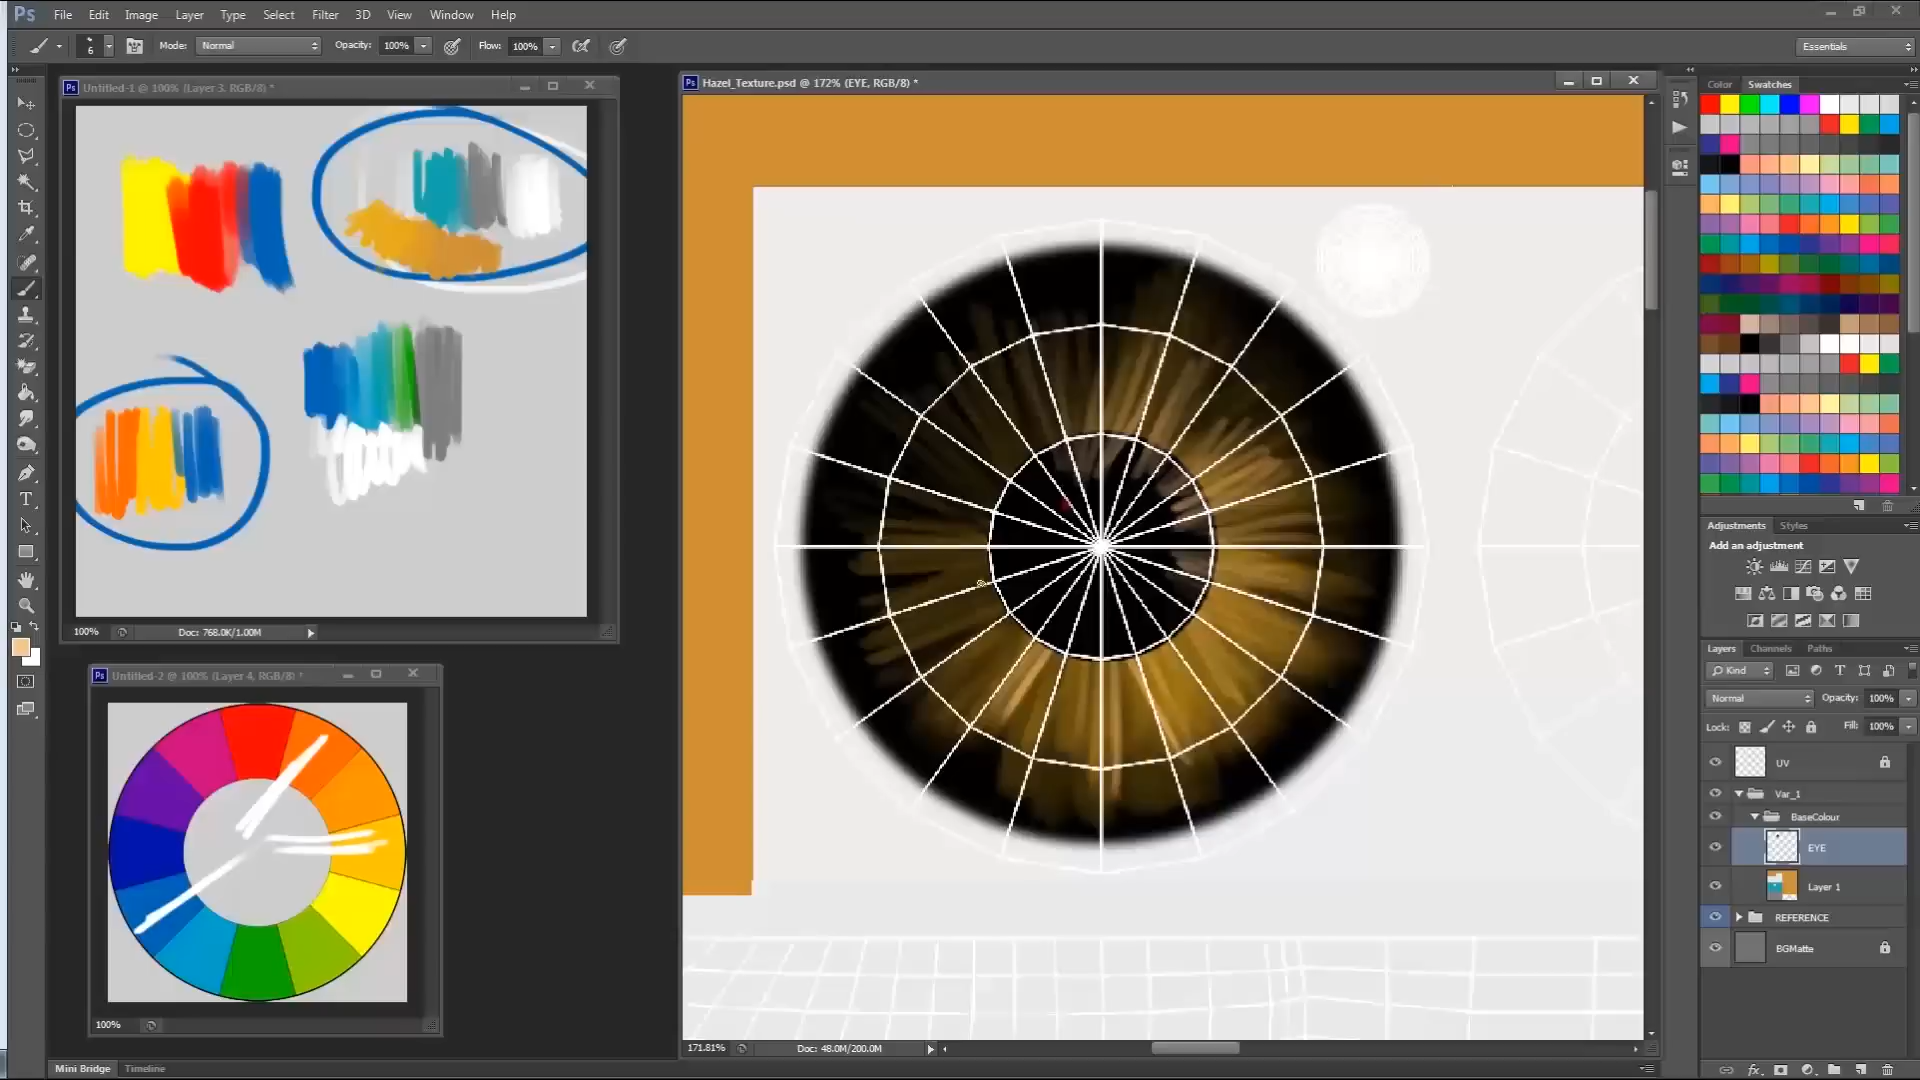 Ps File Edit Image Layer Type Select Filter 3D View Window Help
6 Mode: Normal Opacity: 100% Flow: 100% Essentials
Ps Untitled-1 @ 100% (Layer 3, RGB/8) *
100% Doc: 768.0K/1.00M
Ps Untitled-2 @ 100% (Layer 4, RGB/8) *
100%
Ps Hazel_Texture.psd @ 172% (EYE, RGB/8) *
171.81% Doc: 48.0M/200.0M
Color Swatches
Adjustments Styles
Add an adjustment
Layers Channels Paths
Kind
Normal Opacity: 100%
Lock: Fill: 100%
UV
Var_1
BaseColour
EYE
Layer 1
REFERENCE
BGMatte
Mini Bridge Timeline